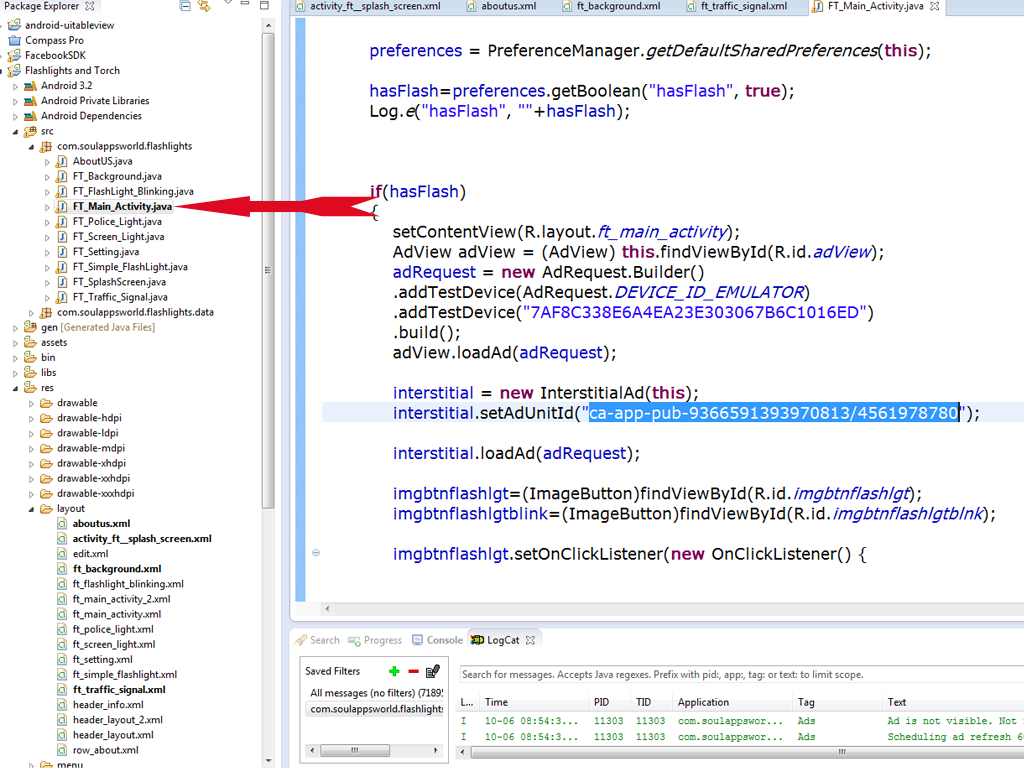 Package Explorer
android-uitableview
Compass Pro
FacebookSDK
Flashlights and Torch
Android 3.2
Android Private Libraries
Android Dependencies
src
com.soulappsworld.flashlights
AboutUS.java
FT_Background.java
FT_FlashLight_Blinking.java
FT_Main_Activity.java
FT_Police_Light.java
FT_Screen_Light.java
FT_Setting.java
FT_Simple_FlashLight.java
FT_SplashScreen.java
FT_Traffic_Signal.java
com.soulappsworld.flashlights.data
gen [Generated Java Files]
assets
bin
libs
res
drawable
drawable-hdpi
drawable-ldpi
drawable-mdpi
drawable-xhdpi
drawable-xxhdpi
drawable-xxxhdpi
layout
aboutus.xml
activity_ft__splash_screen.xml
edit.xml
ft_background.xml
ft_flashlight_blinking.xml
ft_main_activity_2.xml
ft_main_activity.xml
ft_police_light.xml
ft_screen_light.xml
ft_setting.xml
ft_simple_flashlight.xml
ft_traffic_signal.xml
header_info.xml
header_layout_2.xml
header_layout.xml
row_about.xml
menu
activity_ft__splash_screen.xml aboutus.xml ft_background.xml ft_traffic_signal.xml FT_Main_Activity.java
preferences = PreferenceManager.getDefaultSharedPreferences(this);
hasFlash=preferences.getBoolean("hasFlash", true);
Log.e("hasFlash", ""+hasFlash);
if(hasFlash)
{
setContentView(R.layout.ft_main_activity);
AdView adView = (AdView) this.findViewById(R.id.adView);
adRequest = new AdRequest.Builder()
.addTestDevice(AdRequest.DEVICE_ID_EMULATOR)
.addTestDevice("7AF8C338E6A4EA23E303067B6C1016ED")
.build();
adView.loadAd(adRequest);
interstitial = new InterstitialAd(this);
interstitial.setAdUnitId("ca-app-pub-9366591393970813/4561978780");
interstitial.loadAd(adRequest);
imgbtnflashlgt=(ImageButton)findViewById(R.id.imgbtnflashlgt);
imgbtnflashlgtblink=(ImageButton)findViewById(R.id.imgbtnflashlgtblnk);
imgbtnflashlgt.setOnClickListener(new OnClickListener() {
Search Progress Console LogCat
Saved Filters
All messages (no filters) (7189
com.soulappsworld.flashlights
Search for messages. Accepts Java regexes. Prefix with pid:, app:, tag: or text: to limit scope.
L... Time PID TID Application Tag Text
I 10-06 08:54:3... 11303 11303 com.soulappswor... Ads Ad is not visible. Not
I 10-06 08:54:3... 11303 11303 com.soulappswor... Ads Scheduling ad refresh 6